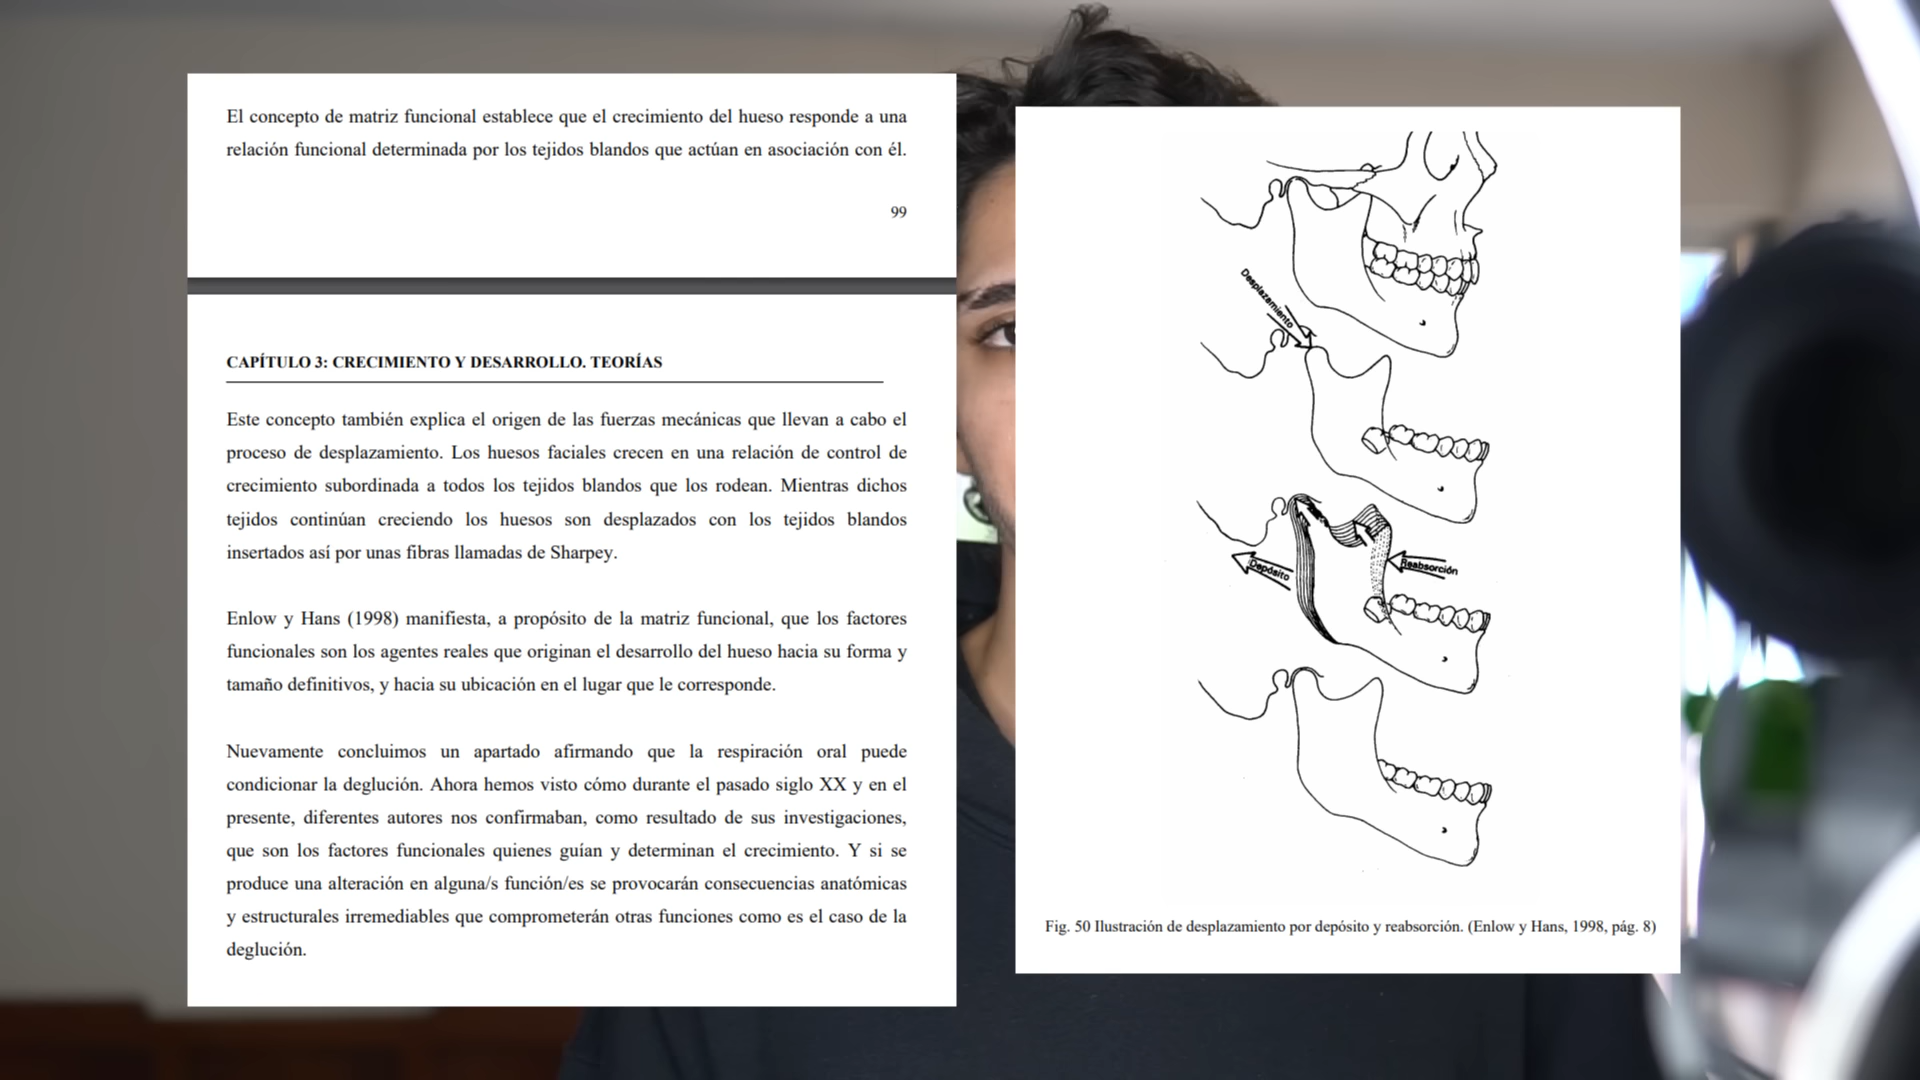 El concepto de matriz funcional establece que el crecimiento del hueso responde a una
relación funcional determinada por los tejidos blandos que actúan en asociación con él.
99
CAPÍTULO 3: CRECIMIENTO Y DESARROLLO. TEORÍAS
Este concepto también explica el origen de las fuerzas mecánicas que llevan a cabo el
proceso de desplazamiento. Los huesos faciales crecen en una relación de control de
crecimiento subordinada a todos los tejidos blandos que los rodean. Mientras dichos
tejidos continúan creciendo los huesos son desplazados con los tejidos blandos
insertados así por unas fibras llamadas de Sharpey.
Enlow y Hans (1998) manifiesta, a propósito de la matriz funcional, que los factores
funcionales son los agentes reales que originan el desarrollo del hueso hacia su forma y
tamaño definitivos, y hacia su ubicación en el lugar que le corresponde.
Nuevamente concluimos un apartado afirmando que la respiración oral puede
condicionar la deglución. Ahora hemos visto cómo durante el pasado siglo XX y en el
presente, diferentes autores nos confirmaban, como resultado de sus investigaciones,
que son los factores funcionales quienes guían y determinan el crecimiento. Y si se
produce una alteración en alguna/s función/es se provocarán consecuencias anatómicas
y estructurales irremediables que comprometerán otras funciones como es el caso de la
deglución.
Desplazamiento
Depósito
Reabsorción
Fig. 50 Ilustración de desplazamiento por depósito y reabsorción. (Enlow y Hans, 1998, pág. 8)